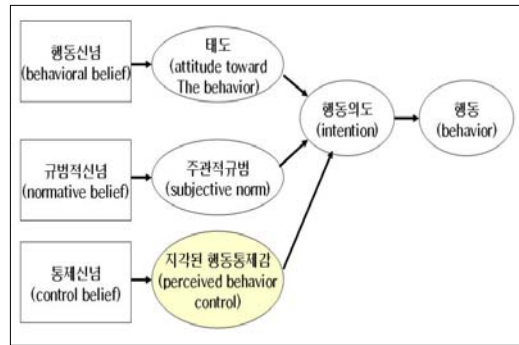 행동신념
(behavioral belief)
태도
(attitude toward
The behavior)
행동의도
(intention)
행동
(behavior)
규범적신념
(normative belief)
주관적규범
(subjective norm)
통제신념
(control belief)
지각된 행동통제감
(perceived behavior
control)